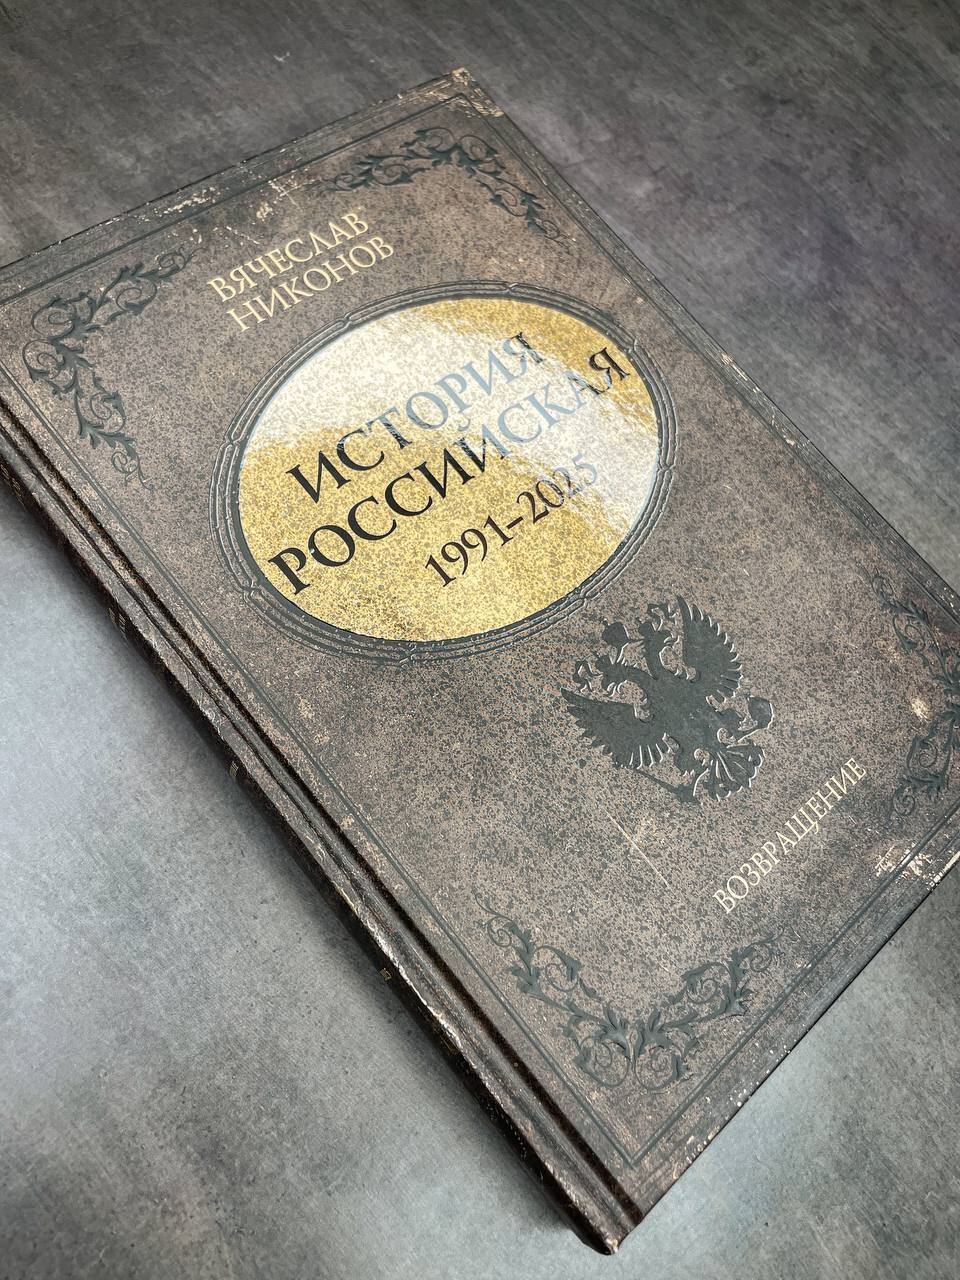 ВЯЧЕСЛАВ
НИКОНОВ
ИСТОРИЯ
РОССИЙСКАЯ
1991–2025
ВОЗВРАЩЕНИЕ